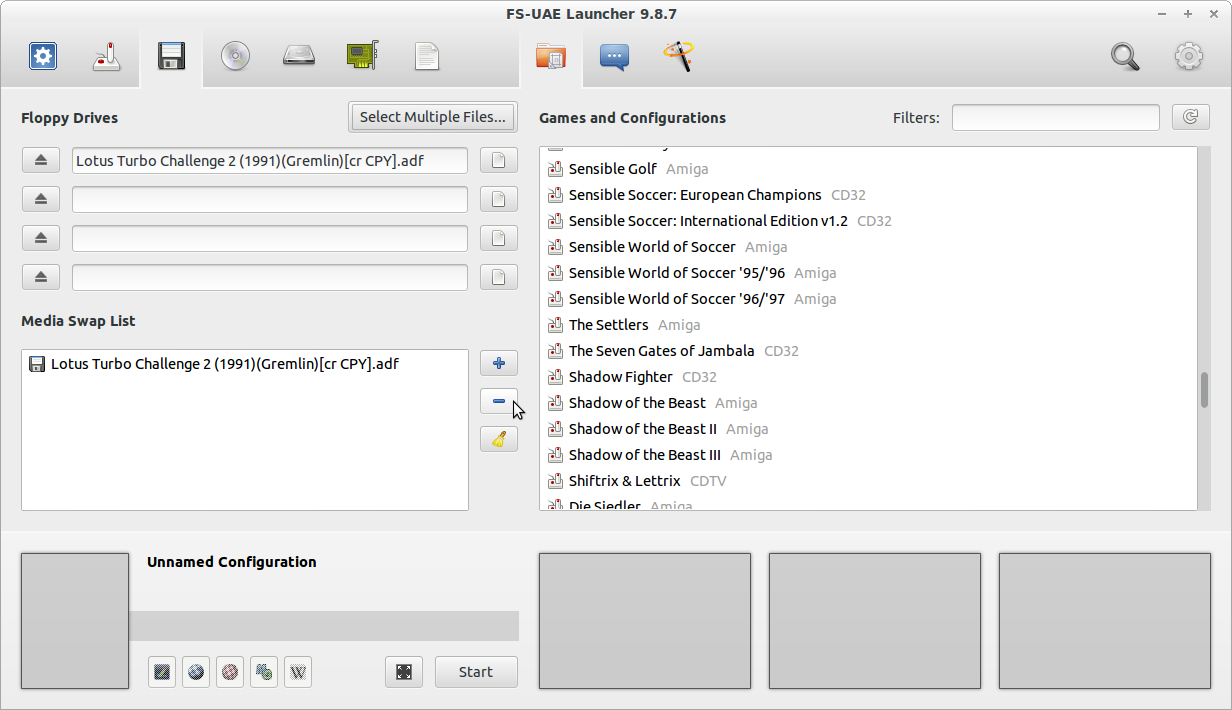 FS-UAE Launcher 9.8.7
Floppy Drives
Select Multiple Files...
Lotus Turbo Challenge 2 (1991)(Gremlin)[cr CPY].adf
Media Swap List
Lotus Turbo Challenge 2 (1991)(Gremlin)[cr CPY].adf
Games and Configurations
Filters:
Sensible Golf Amiga
Sensible Soccer: European Champions CD32
Sensible Soccer: International Edition v1.2 CD32
Sensible World of Soccer Amiga
Sensible World of Soccer '95/'96 Amiga
Sensible World of Soccer '96/'97 Amiga
The Settlers Amiga
The Seven Gates of Jambala CD32
Shadow Fighter CD32
Shadow of the Beast Amiga
Shadow of the Beast II Amiga
Shadow of the Beast III Amiga
Shiftrix & Lettrix CDTV
Die Siedler Amiga
Unnamed Configuration
W
Start